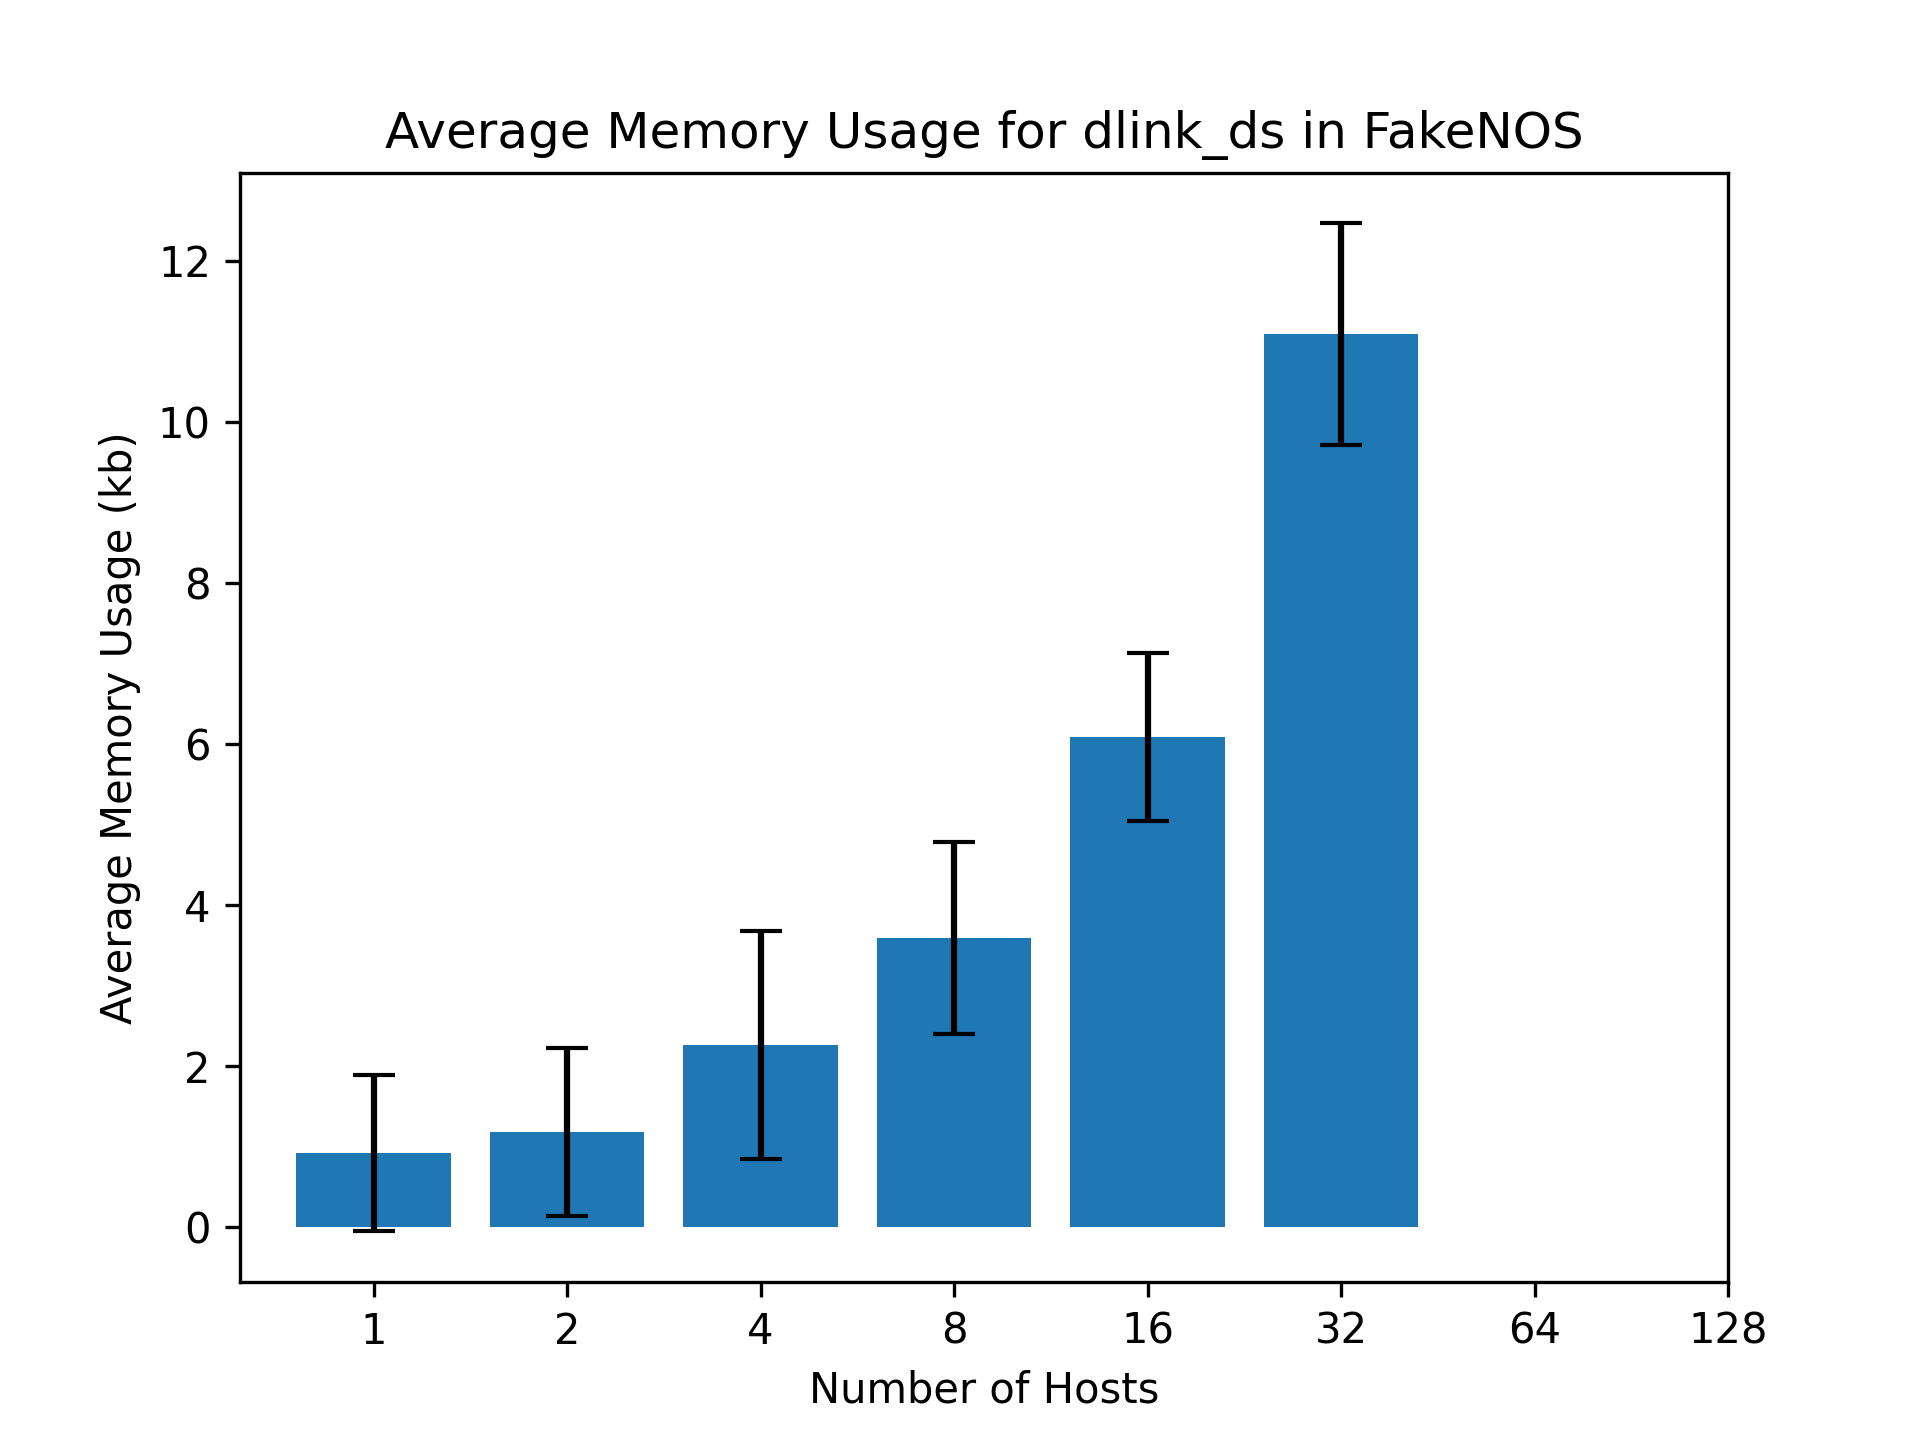 Average Memory Usage for dlink_ds in FakeNOS
Average Memory Usage (kb)
12
10
8
6
4
2
0
1 2 4 8 16 32 64 128
Number of Hosts